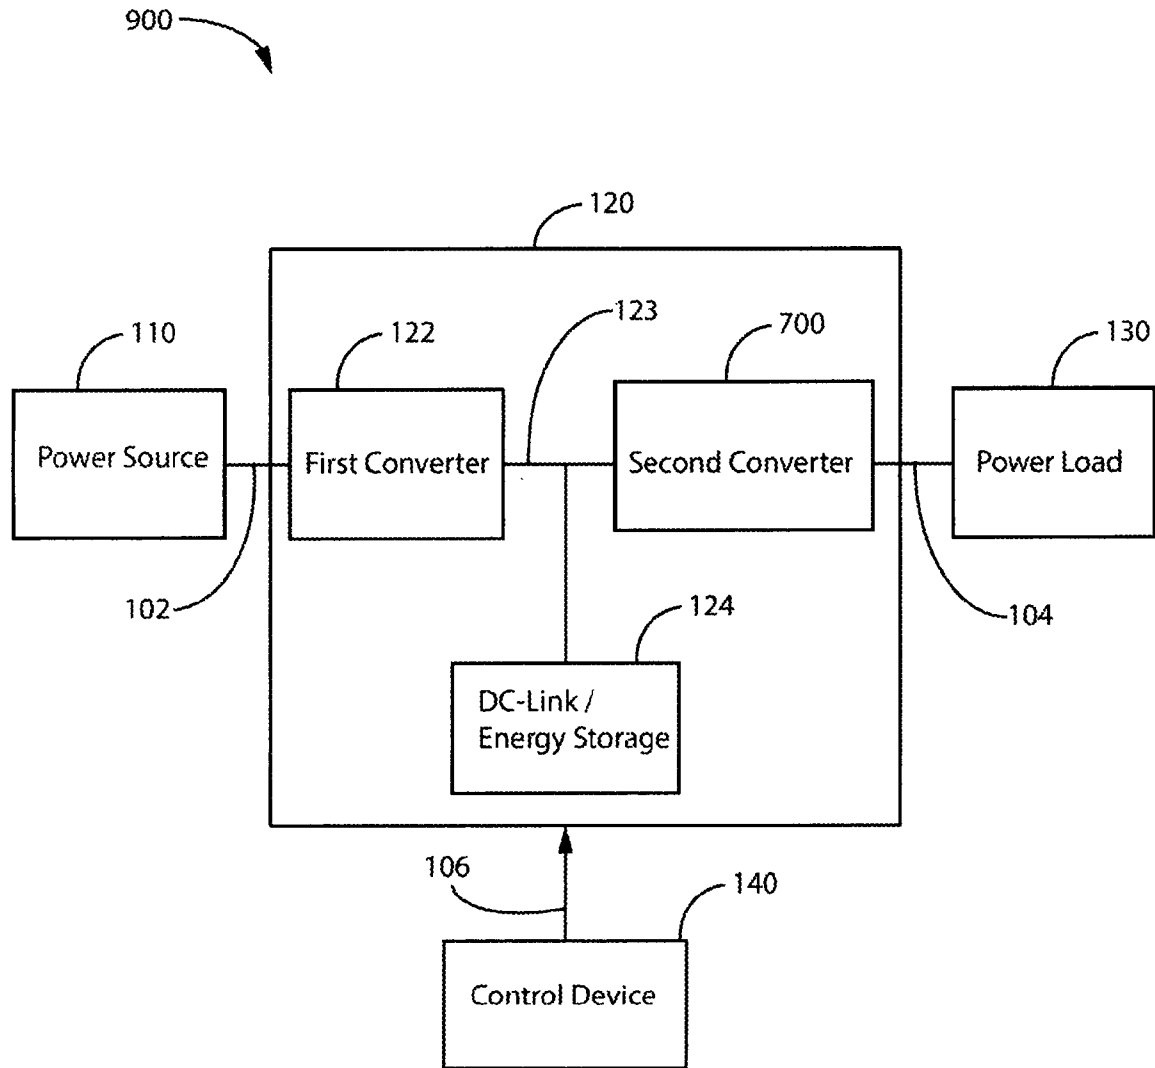 900
120
110
122
123
700
130
Power Source
First Converter
Second Converter
Power Load
102
124
104
DC-Link /
Energy Storage
106
140
Control Device